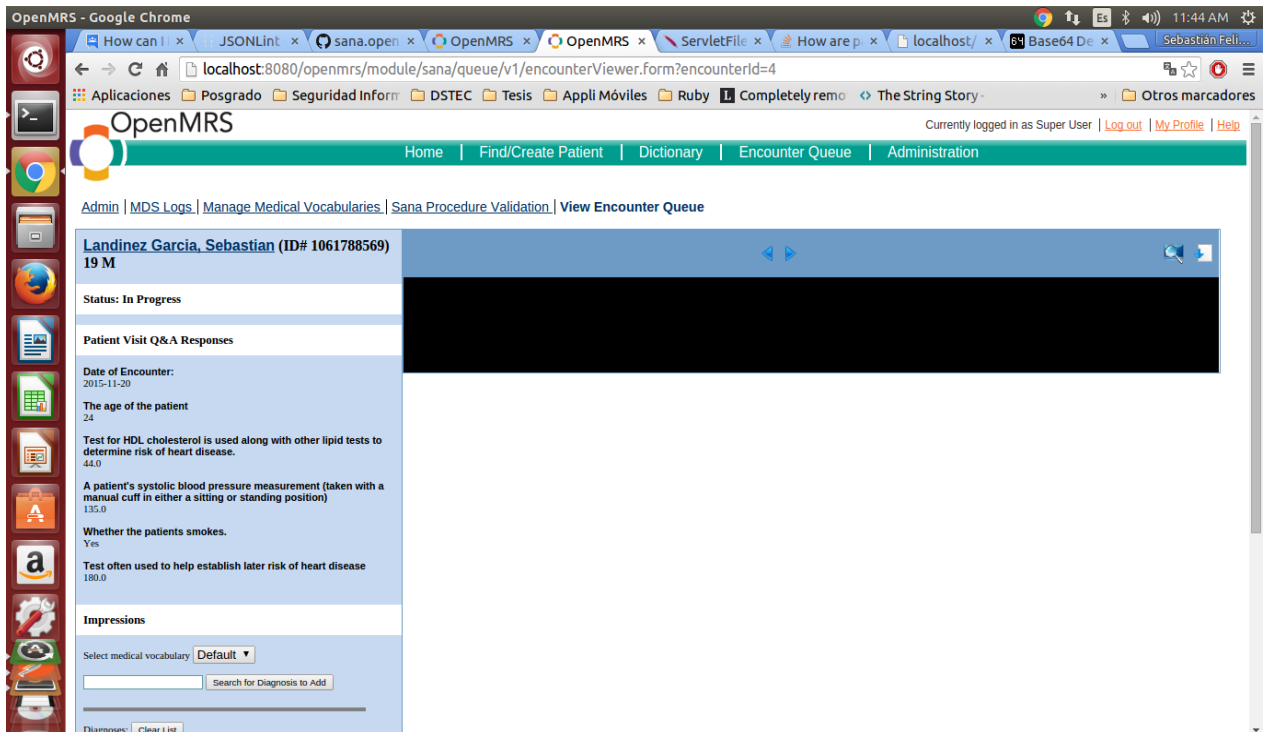 OpenMRS - Google Chrome
Es
11:44 AM
How can I
JSONLint
sana.open
OpenMRS
OpenMRS
ServletFile
How are p
localhost/
Base64 De
Sebastián Feli...
localhost:8080/openmrs/module/sana/queue/v1/encounterViewer.form?encounterId=4
Aplicaciones
Posgrado
Seguridad Inform
DSTEC
Tesis
Appli Móviles
Ruby
Completely remo
The String Story -
»
Otros marcadores
OpenMRS
Currently logged in as Super User | Log out | My Profile | Help
Home | Find/Create Patient | Dictionary | Encounter Queue | Administration
Admin | MDS Logs | Manage Medical Vocabularies | Sana Procedure Validation | View Encounter Queue
Landinez Garcia, Sebastian (ID# 1061788569)
19 M
Status: In Progress
Patient Visit Q&A Responses
Date of Encounter:
2015-11-20
The age of the patient
24
Test for HDL cholesterol is used along with other lipid tests to
determine risk of heart disease.
44.0
A patient's systolic blood pressure measurement (taken with a
manual cuff in either a sitting or standing position)
135.0
Whether the patients smokes.
Yes
Test often used to help establish later risk of heart disease
180.0
Impressions
Select medical vocabulary Default
Search for Diagnosis to Add
Diagnoses: Clear List